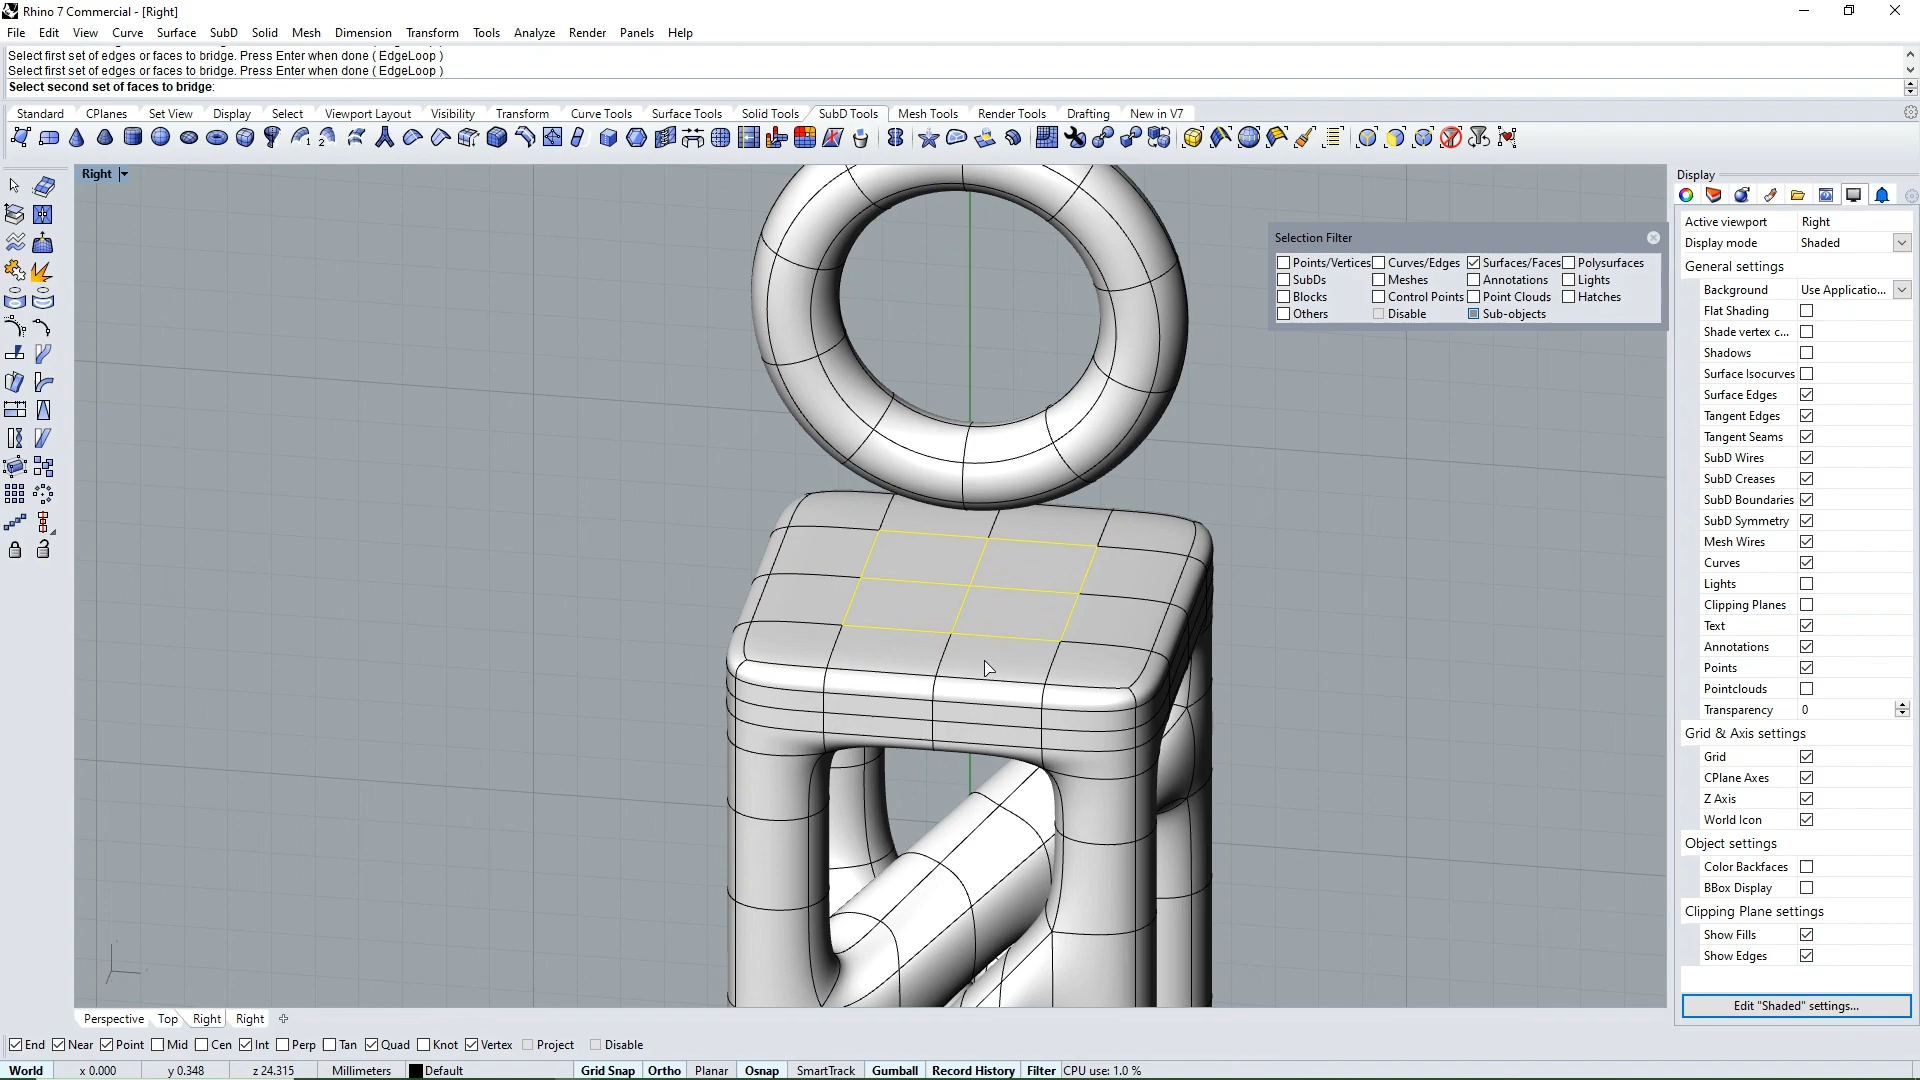 Rhino 7 Commercial - [Right]
File Edit View Curve Surface SubD Solid Mesh Dimension Transform Tools Analyze Render Panels Help
Select first set of edges or faces to bridge. Press Enter when done ( EdgeLoop )
Select first set of edges or faces to bridge. Press Enter when done ( EdgeLoop )
Select second set of faces to bridge:
Standard CPlanes Set View Display Select Viewport Layout Visibility Transform Curve Tools Surface Tools Solid Tools SubD Tools Mesh Tools Render Tools Drafting New in V7
Right
Selection Filter
Points/Vertices Curves/Edges Surfaces/Faces Polysurfaces
SubDs Meshes Annotations Lights
Blocks Control Points Point Clouds Hatches
Others Disable Sub-objects
Display
Active viewport Right
Display mode Shaded
General settings
Background Use Applicatio...
Flat Shading
Shade vertex c...
Shadows
Surface Isocurves
Surface Edges
Tangent Edges
Tangent Seams
SubD Wires
SubD Creases
SubD Boundaries
SubD Symmetry
Mesh Wires
Curves
Lights
Clipping Planes
Text
Annotations
Points
Pointclouds
Transparency 0
Grid & Axis settings
Grid
CPlane Axes
Z Axis
World Icon
Object settings
Color Backfaces
BBox Display
Clipping Plane settings
Show Fills
Show Edges
Edit "Shaded" settings...
Perspective Top Right Right
End Near Point Mid Cen Int Perp Tan Quad Knot Vertex Project Disable
World x 0.000 y 0.348 z 24.315 Millimeters Default Grid Snap Ortho Planar Osnap SmartTrack Gumball Record History Filter CPU use: 1.0 %